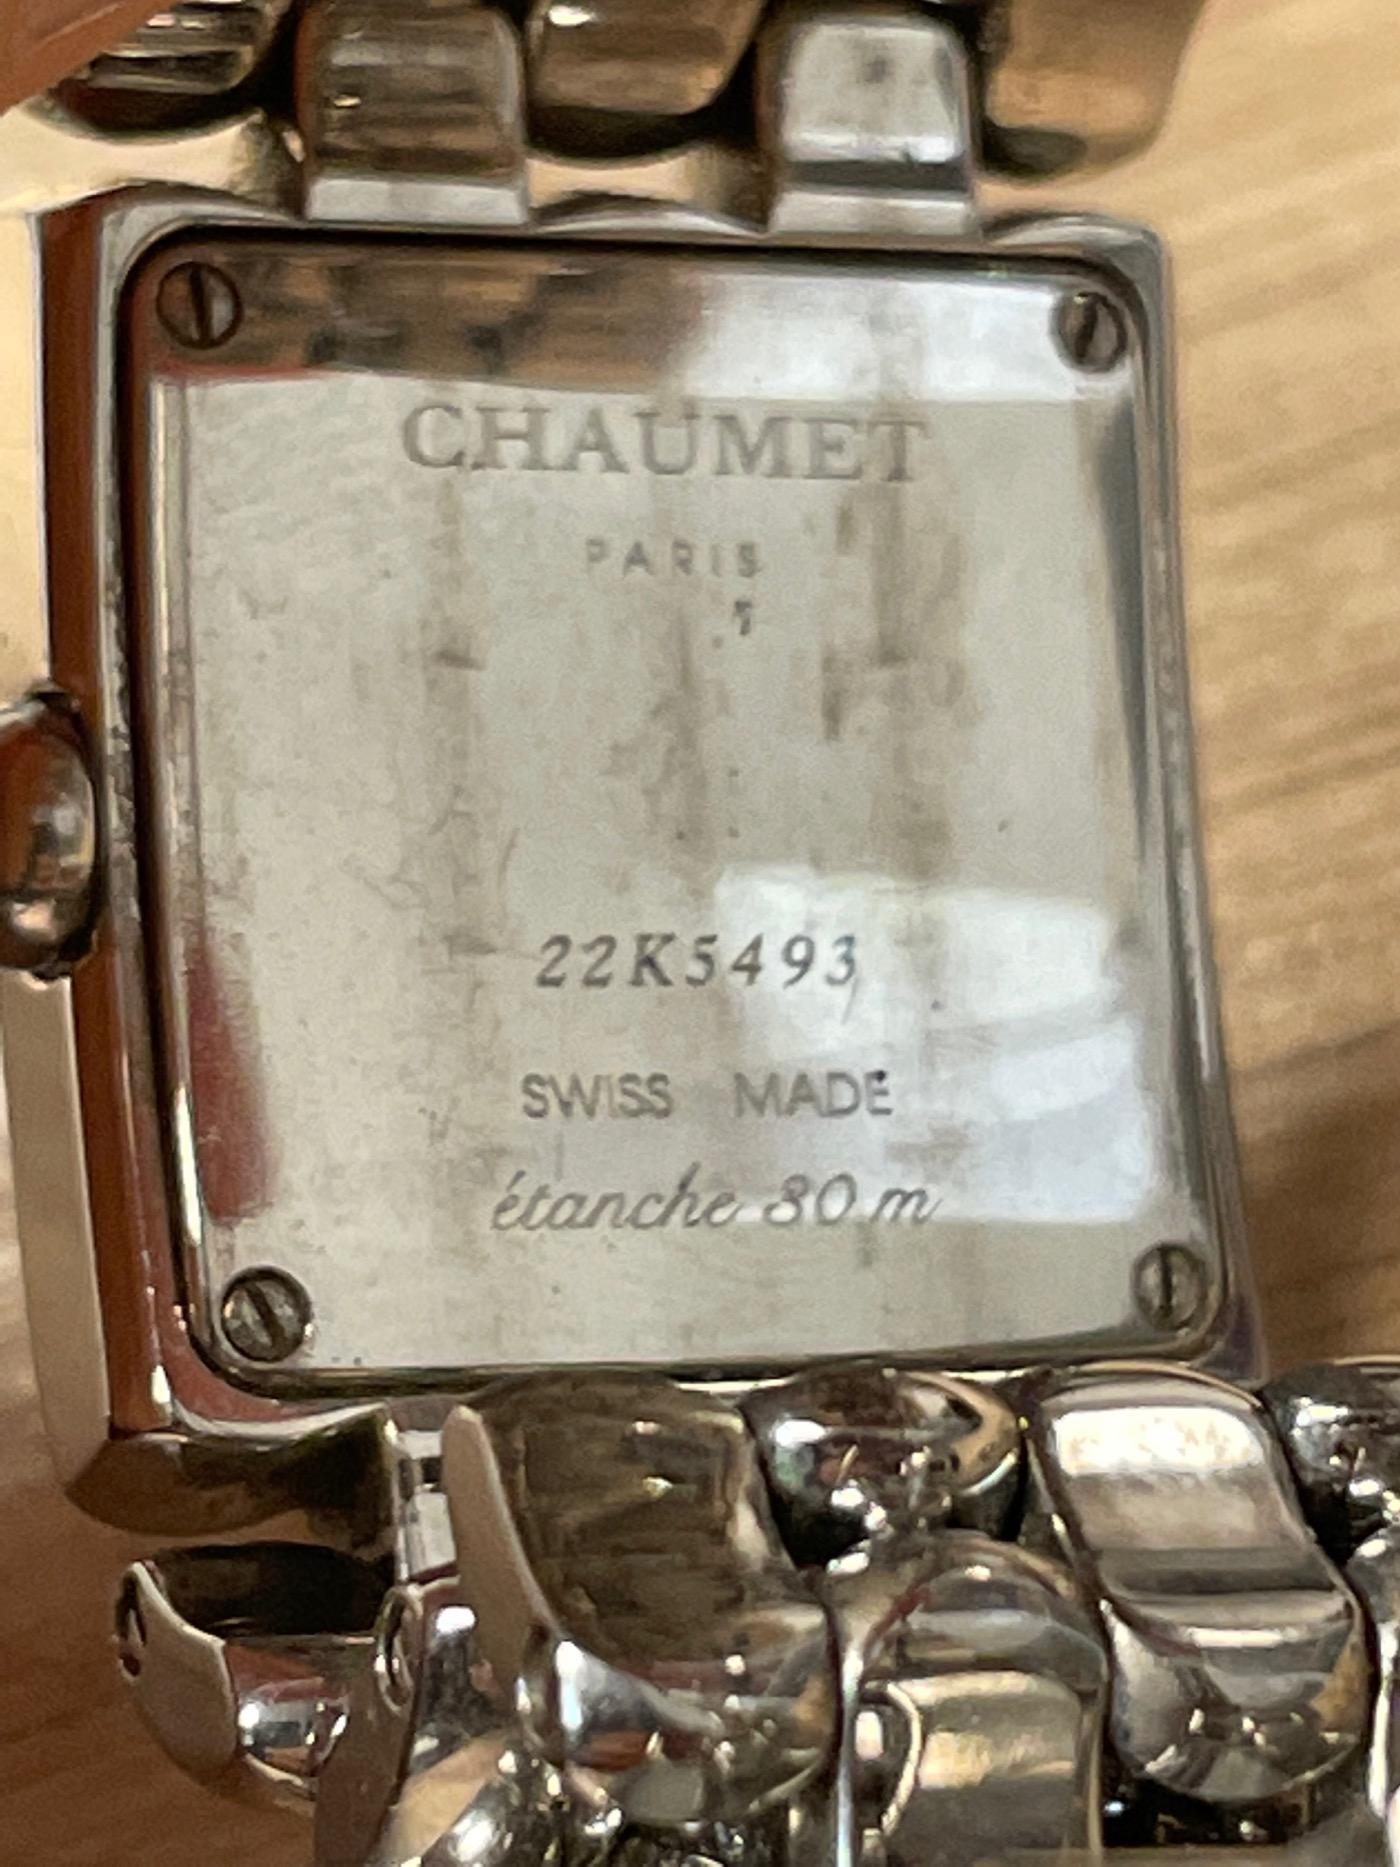 CHAUMET
PARIS
22K5493
SWISS MADE
étanche 30 m